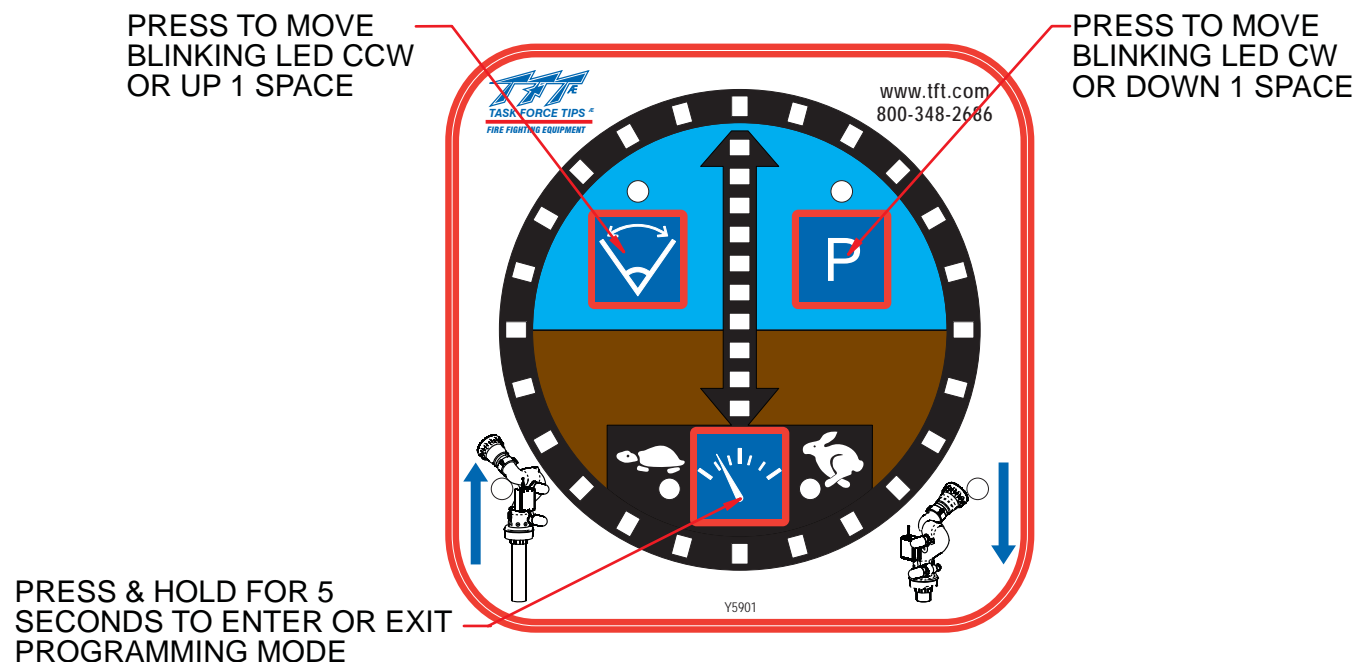 PRESS TO MOVE
BLINKING LED CCW
OR UP 1 SPACE
PRESS TO MOVE
BLINKING LED CW
OR DOWN 1 SPACE
TFT Æ
TASK FORCE TIPS Æ
FIRE FIGHTING EQUIPMENT
www.tft.com
800-348-2686
P
PRESS & HOLD FOR 5
SECONDS TO ENTER OR EXIT
PROGRAMMING MODE
Y5901